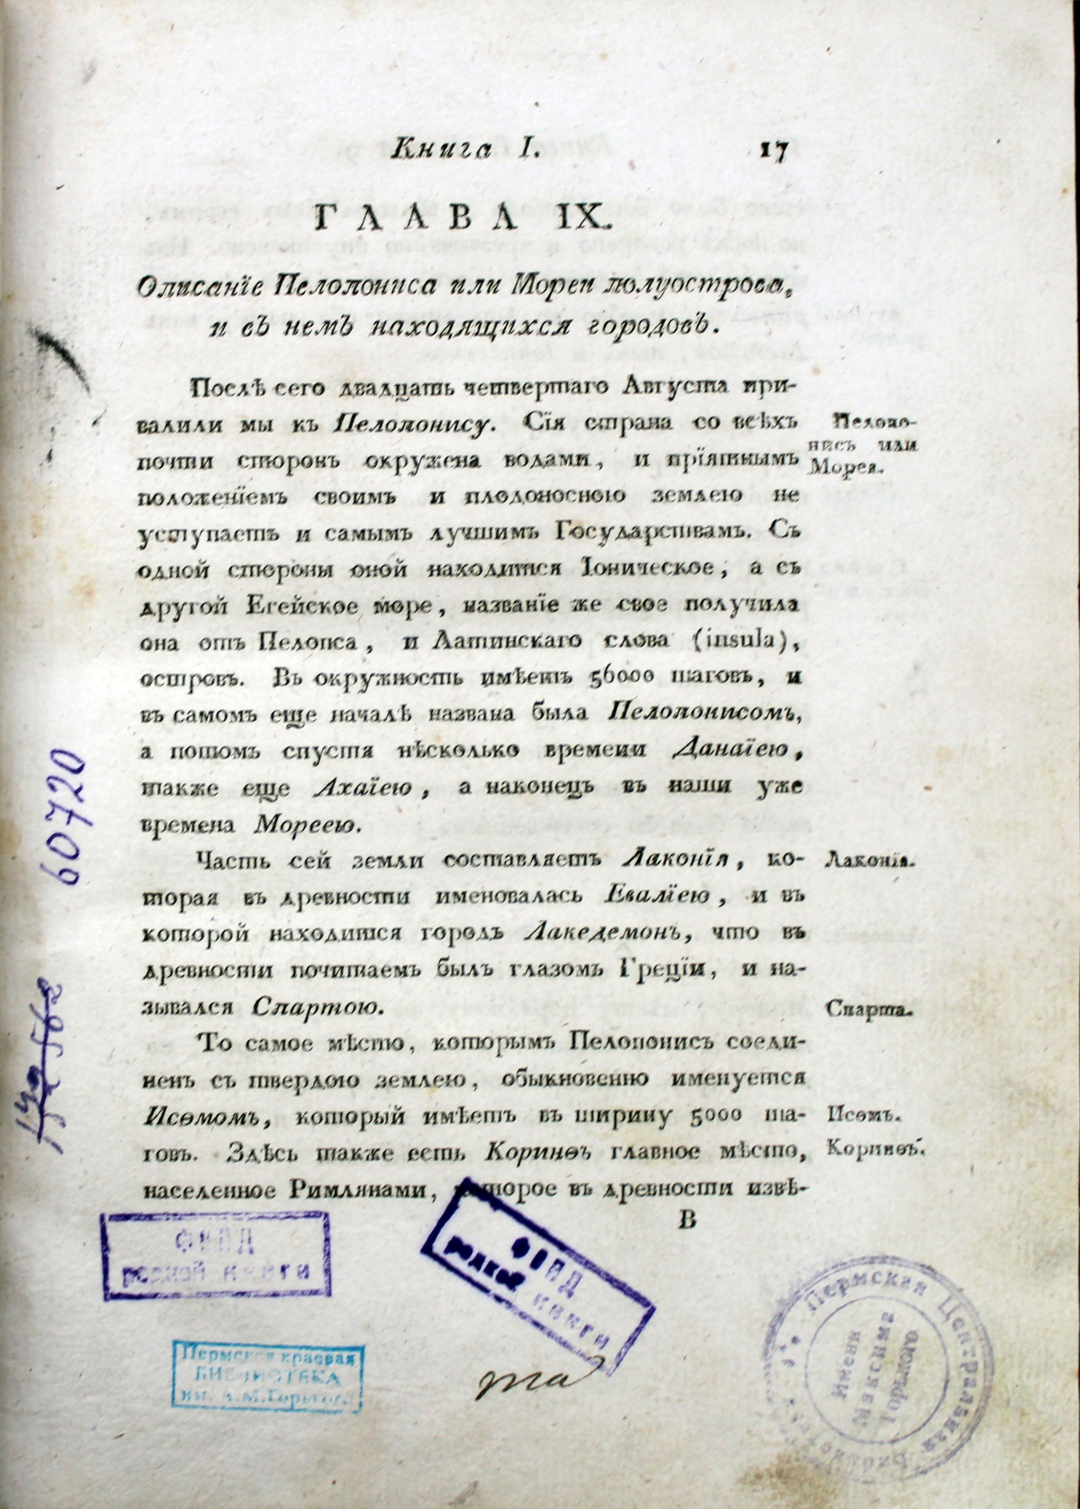 Книга I. 17
ГЛАВА IX.
Описанїе Пелопониса или Мореи полуострова,
и въ немъ находящихся городовъ.
Послѣ сего двадцать четвертаго Августа при-
валили мы къ Пелопонису. Сїя страна со всѣхъ
почти сторонъ окружена водами, и прїятнымъ
положенїемъ своимъ и плодоносною землею не
уступаетъ и самымъ лучшимъ Государствамъ. Съ
одной стороны оной находится Іоническое, а съ
другой Егейское море, названїе же свое получила
она отъ Пелопса, и Латинскаго слова (insula),
островъ. Въ окружность имѣетъ 56000 шаговъ, и
въ самомъ еще началѣ названа была Пелопонисомъ,
а потомъ спустя нѣсколько времени Данаїею,
также еще Ахаїею, а наконецъ въ наши уже
времена Мореею.
Пелопо-
нисъ или
Морея.
Часть сей земли составляетъ Лаконїя, ко-
торая въ древности именовалась Евалїею, и въ
которой находится городъ Лакедемонъ, что въ
древности почитаемъ былъ глазомъ Грецїи, и на-
зывался Спартою.
Лаконїя.
Спарта.
То самое мѣсто, которымъ Пелопонисъ соеди-
ненъ съ твердою землею, обыкновенно именуется
Исѳмомъ, который имѣетъ въ ширину 5000 ша-
говъ. Здѣсь также есть Коринѳъ главное мѣсто,
населенное Римлянами, которое въ древности извѣ-
Исѳмъ.
Коринѳъ.
В
60720
ФОНД
редкой книги
ФОНД
редкой книги
Пермская краевая
БИБЛИОТЕКА
им. А. М. Горького
Пермская Центральная
Имени
Максима
Горького